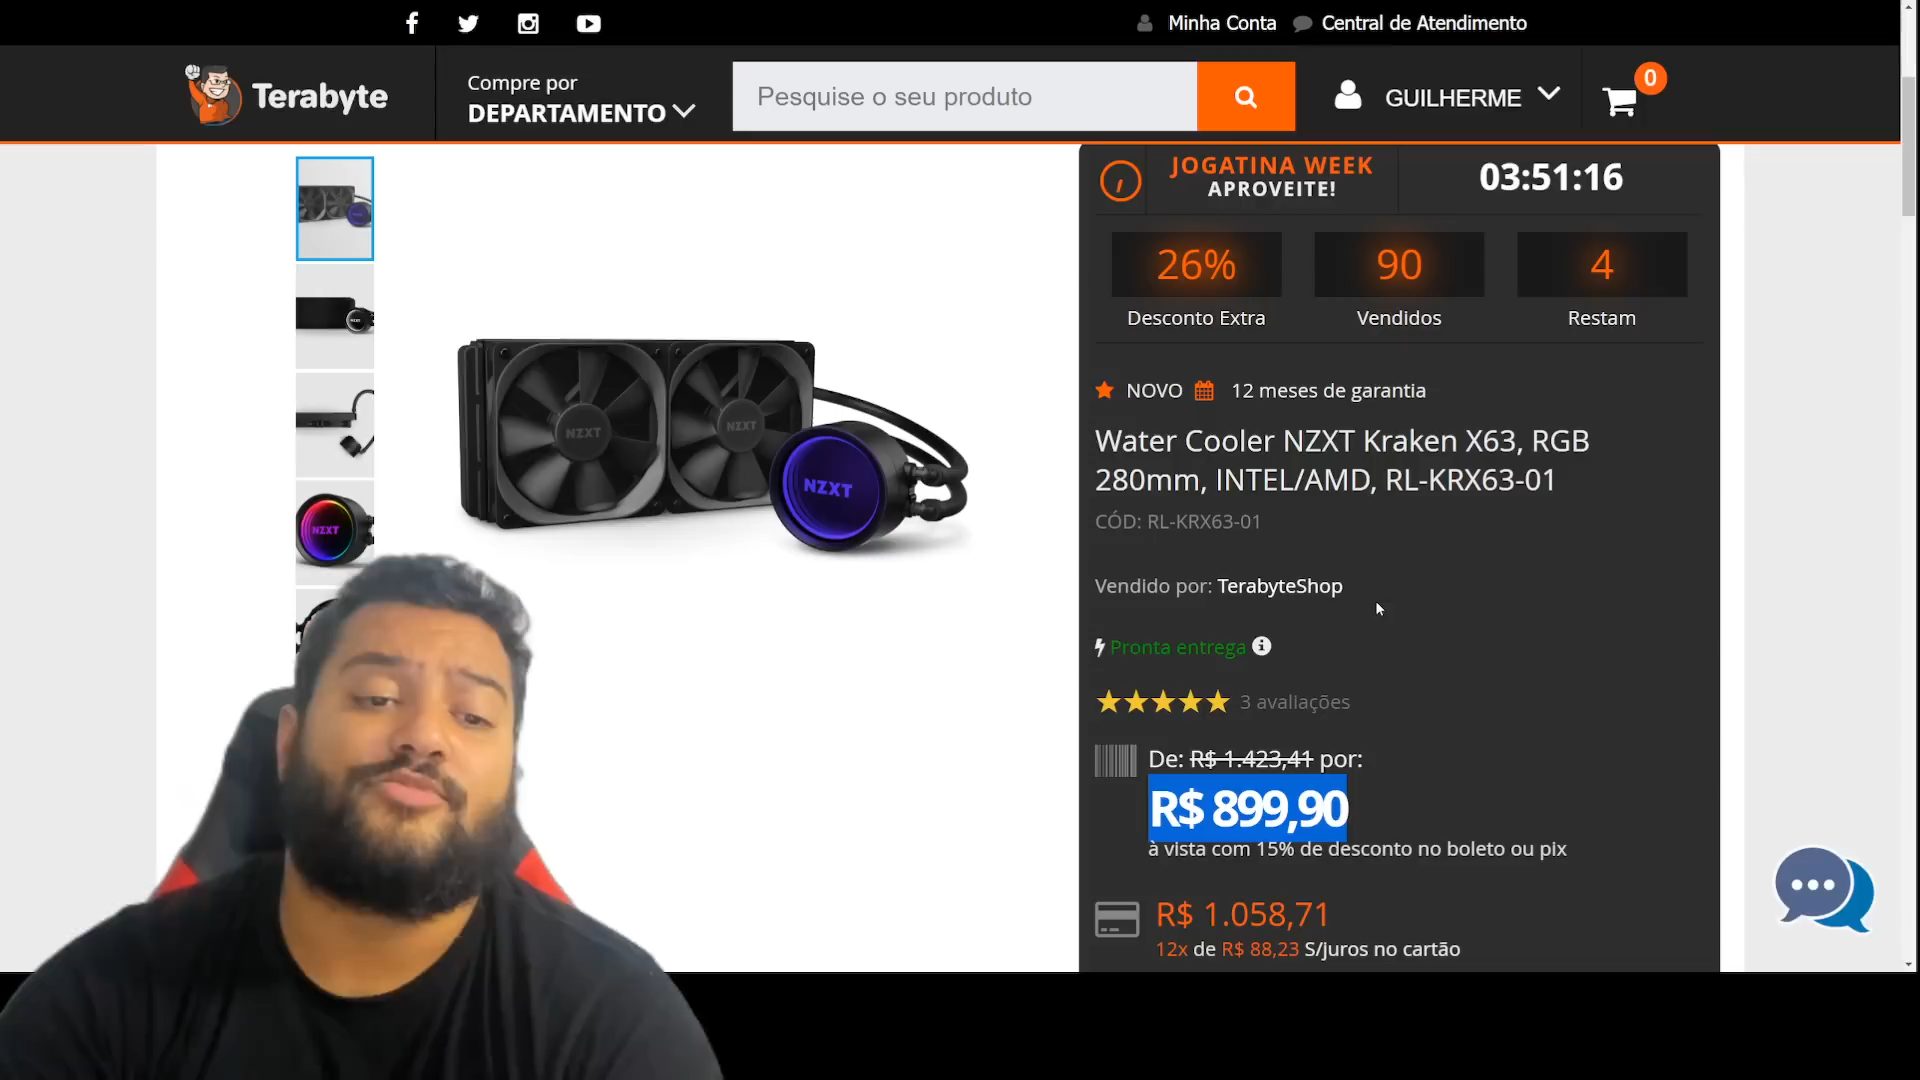 Minha Conta
Central de Atendimento
Terabyte
Compre por
DEPARTAMENTO
Pesquise o seu produto
GUILHERME
0
JOGATINA WEEK
APROVEITE!
03:51:16
26%
90
4
Desconto Extra
Vendidos
Restam
NOVO
12 meses de garantia
Water Cooler NZXT Kraken X63, RGB
280mm, INTEL/AMD, RL-KRX63-01
CÓD: RL-KRX63-01
Vendido por: TerabyteShop
Pronta entrega
3 avaliações
De: R$ 1.423,41 por:
R$ 899,90
à vista com 15% de desconto no boleto ou pix
R$ 1.058,71
12x de R$ 88,23 S/juros no cartão
NZXT
NZXT
NZXT
NZXT
NZXT